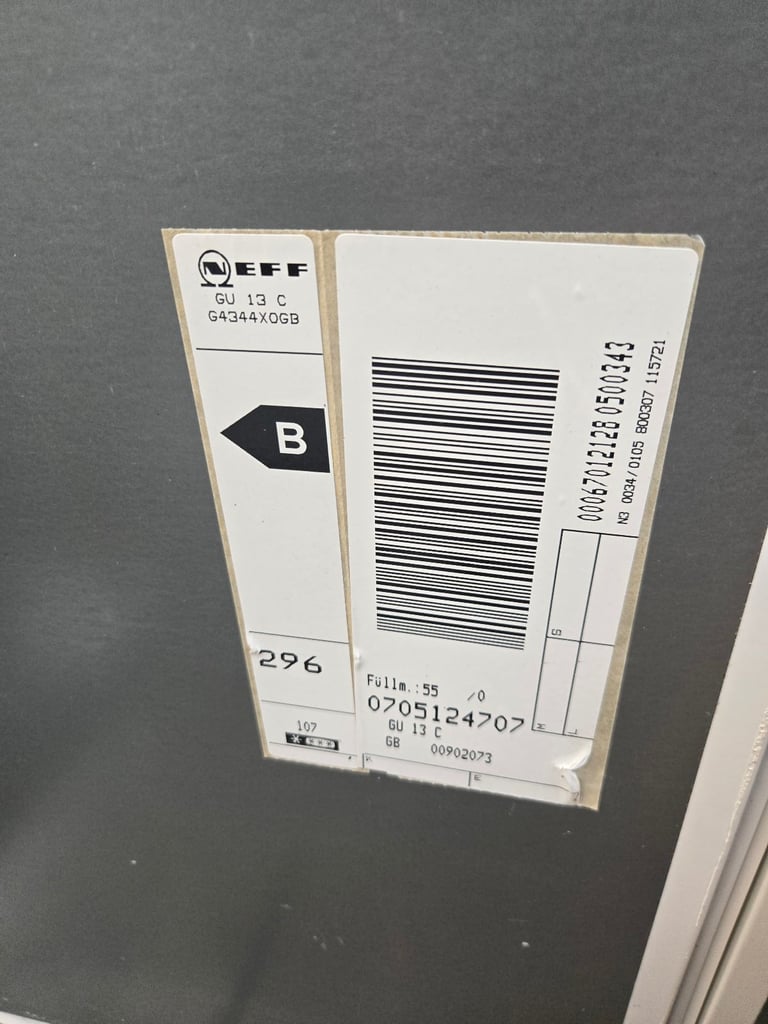 NEFF
GU 13 C
G4344X0GB
B
296
107
00067012128 0500343
N3 0034/0105 800307 115721
G
H
L
Füllm.:55 /0
0705124707
GU 13 C
GB 00902073